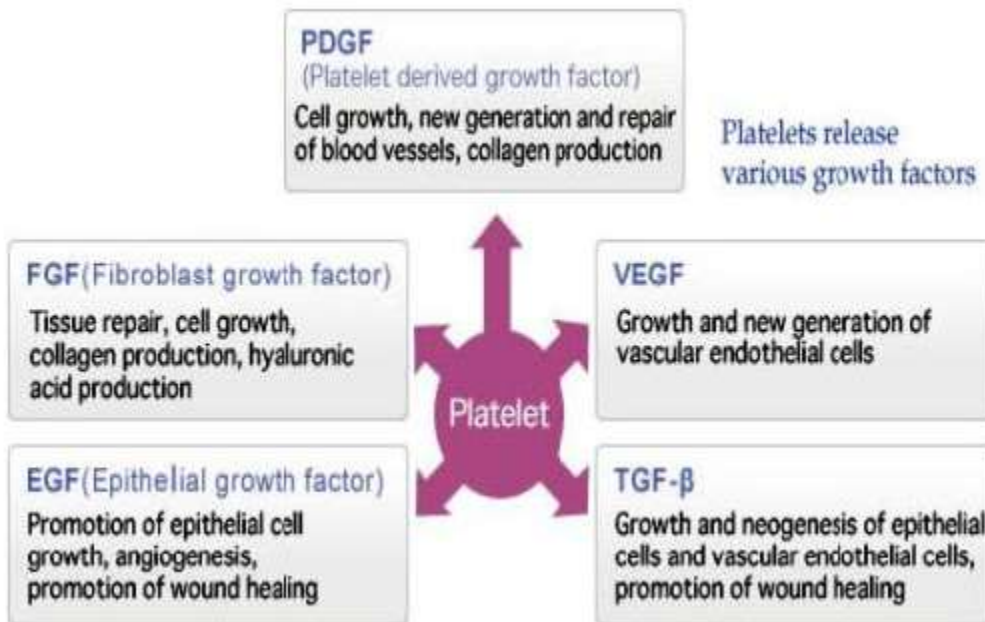 PDGF
(Platelet derived growth factor)
Cell growth, new generation and repair
of blood vessels, collagen production
Platelets release
various growth factors
FGF(Fibroblast growth factor)
Tissue repair, cell growth,
collagen production, hyaluronic
acid production
VEGF
Growth and new generation of
vascular endothelial cells
Platelet
EGF(Epithelial growth factor)
Promotion of epithelial cell
growth, angiogenesis,
promotion of wound healing
TGF-β
Growth and neogenesis of epithelial
cells and vascular endothelial cells,
promotion of wound healing